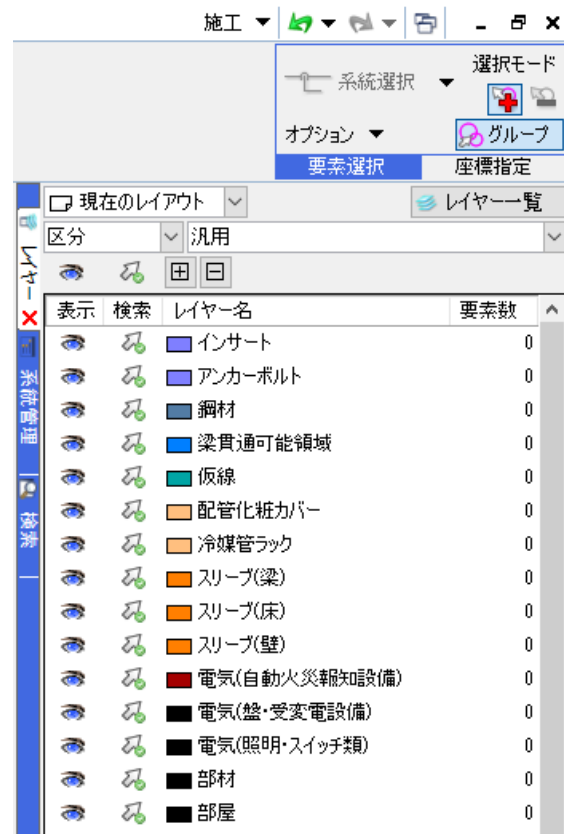 施工
選択モード
系統選択
オプション グループ
要素選択 座標指定
現在のレイアウト レイヤー一覧
区分 汎用
表示 検索 レイヤー名 要素数
インサート 0
アンカーボルト 0
鋼材 0
梁貫通可能領域 0
仮線 0
配管化粧カバー 0
冷媒管ラック 0
スリーブ(梁) 0
スリーブ(床) 0
スリーブ(壁) 0
電気(自動火災報知設備) 0
電気(盤・受変電設備) 0
電気(照明・スイッチ類) 0
部材 0
部屋 0
レイヤー
系統管理
検索